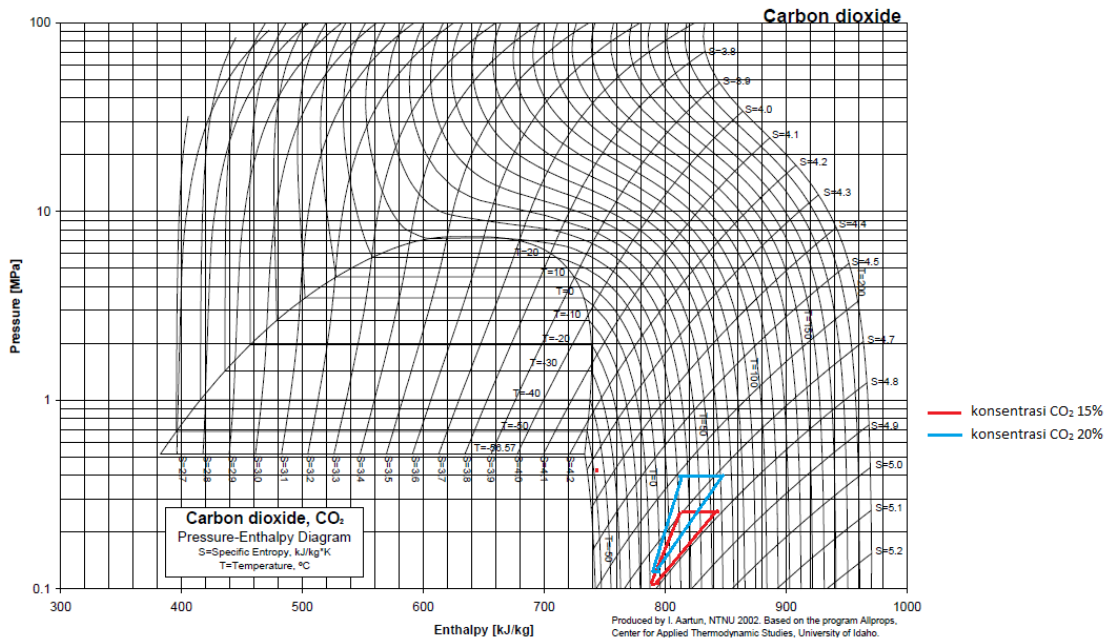 Carbon dioxide
100
10
1
0.1
Pressure [MPa]
300
400
500
600
700
800
900
1000
Enthalpy [kJ/kg]
S=3.8
S=3.9
S=4.0
S=4.1
S=4.2
S=4.3
S=4.4
S=4.5
S=4.7
S=4.8
S=4.9
S=5.0
S=5.1
S=5.2
T=20
T=10
T=0
T=-10
T=-20
T=-30
T=-40
T=-50
T=-56.57
T=200
T=150
T=100
T=50
T=0
T=-50
S=2.7
S=2.8
S=2.9
S=3.0
S=3.1
S=3.2
S=3.3
S=3.4
S=3.5
S=3.6
S=3.7
S=3.8
S=3.9
S=4.0
S=4.1
S=4.2
Carbon dioxide, CO₂
Pressure-Enthalpy Diagram
S=Specific Entropy, kJ/kg*K
T=Temperature, ºC
konsentrasi CO₂ 15%
konsentrasi CO₂ 20%
Produced by I. Aartun, NTNU 2002. Based on the program Allprops,
Center for Applied Thermodynamic Studies, University of Idaho.